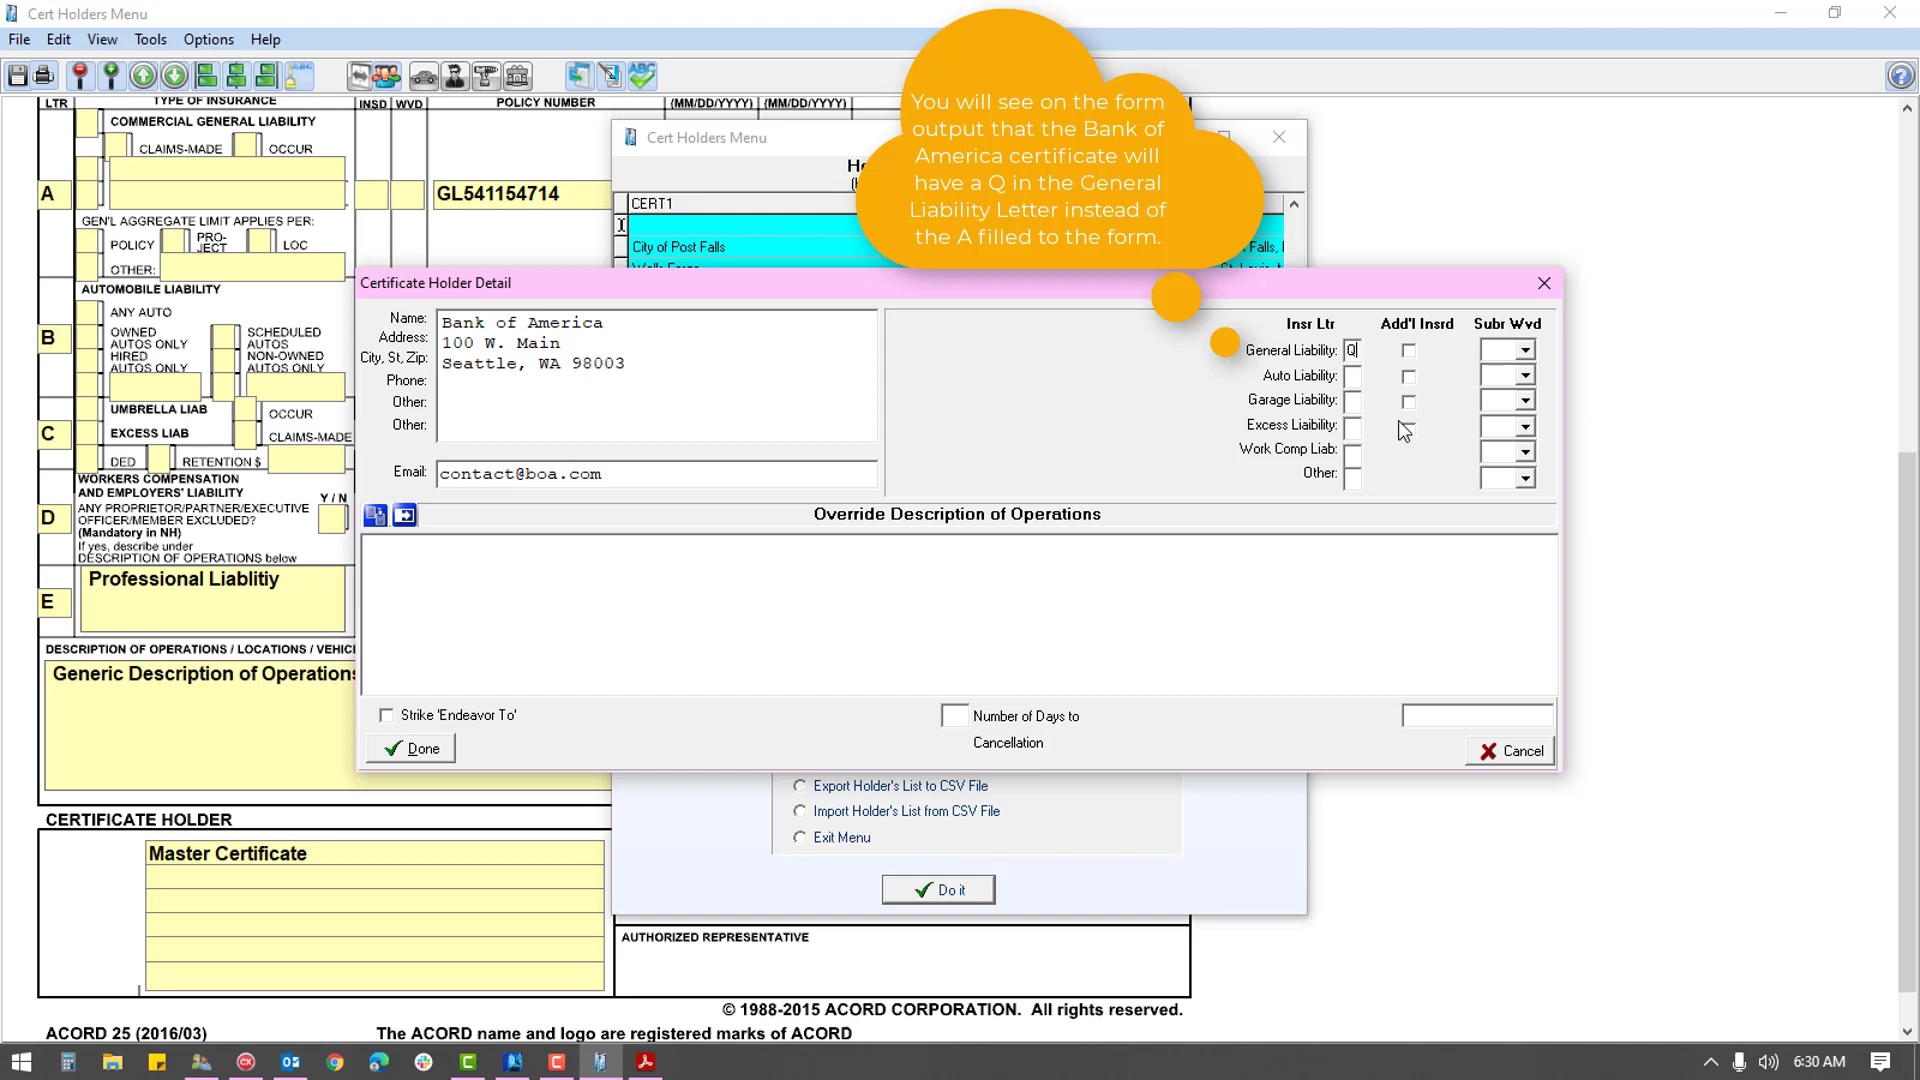 Cert Holders Menu
File Edit View Tools Options Help
LTR TYPE OF INSURANCE INSD WVD POLICY NUMBER (MM/DD/YYYY) (MM/DD/YYYY)
COMMERCIAL GENERAL LIABILITY
CLAIMS-MADE OCCUR
A GL541154714
GEN'L AGGREGATE LIMIT APPLIES PER:
POLICY PRO-JECT LOC
OTHER:
AUTOMOBILE LIABILITY
ANY AUTO
B OWNED AUTOS ONLY SCHEDULED AUTOS
HIRED AUTOS ONLY NON-OWNED AUTOS ONLY
UMBRELLA LIAB OCCUR
C EXCESS LIAB CLAIMS-MADE
DED RETENTION $
WORKERS COMPENSATION
AND EMPLOYERS' LIABILITY Y / N
D ANY PROPRIETOR/PARTNER/EXECUTIVE
OFFICER/MEMBER EXCLUDED?
(Mandatory in NH)
If yes, describe under
DESCRIPTION OF OPERATIONS below
Professional Liablitiy
E
DESCRIPTION OF OPERATIONS / LOCATIONS / VEHIC
Generic Description of Operations
CERTIFICATE HOLDER
Master Certificate
AUTHORIZED REPRESENTATIVE
© 1988-2015 ACORD CORPORATION. All rights reserved.
ACORD 25 (2016/03) The ACORD name and logo are registered marks of ACORD
Cert Holders Menu
CERT1
City of Post Falls
You will see on the form
output that the Bank of
America certificate will
have a Q in the General
Liability Letter instead of
the A filled to the form.
Certificate Holder Detail
Name: Bank of America
Address: 100 W. Main
City, St, Zip: Seattle, WA 98003
Phone:
Other:
Other:
Email: contact@boa.com
Insr Ltr Add'l Insrd Subr Wvd
General Liability: Q
Auto Liability:
Garage Liability:
Excess Liaibility:
Work Comp Liab:
Other:
Override Description of Operations
Strike 'Endeavor To'
Number of Days to
Cancellation
Done
Cancel
Export Holder's List to CSV File
Import Holder's List from CSV File
Exit Menu
Do it
6:30 AM